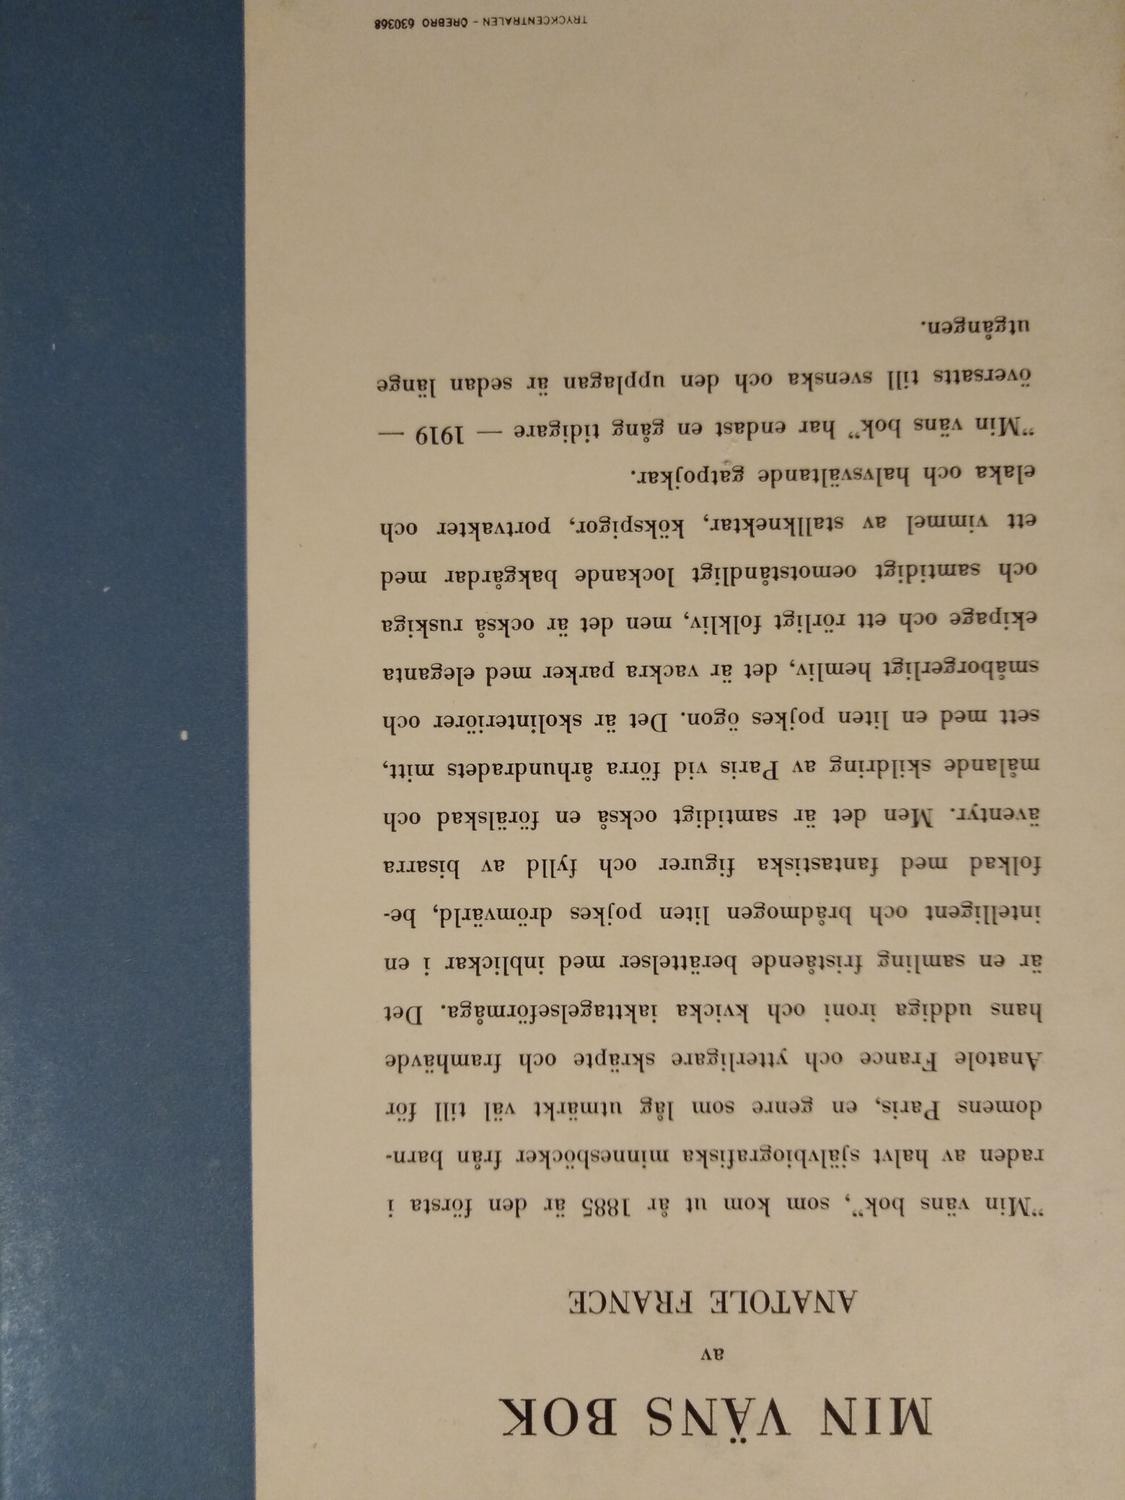 MIN VÄNS BOK
av
ANATOLE FRANCE
”Min väns bok”, som kom ut år 1885 är den första i
raden av halvt självbiografiska minnesböcker från barn-
domens Paris, en genre som låg utmärkt väl till för
Anatole France och ytterligare skräpte och framhävde
hans uddiga ironi och kvicka iakttagelseförmåga. Det
är en samling fristående berättelser med inblickar i en
intelligent och brådmogen liten pojkes drömvärld, be-
folkad med fantastiska figurer och fylld av bisarra
äventyr. Men det är samtidigt också en förälskad och
målande skildring av Paris vid förra århundradets mitt,
sett med en liten pojkes ögon. Det är skolinteriörer och
småborgerligt hemliv, det är vackra parker med eleganta
ekipage och ett rörligt folkliv, men det är också ruskiga
och samtidigt oemotståndligt lockande bakgårdar med
ett vimmel av stallknektar, kökspigor, portvakter och
elaka och halvsvältande gatpojkar.
”Min väns bok” har endast en gång tidigare — 1919 —
översatts till svenska och den upplagan är sedan länge
utgången.
TRYCKCENTRALEN - ÖREBRO 630368